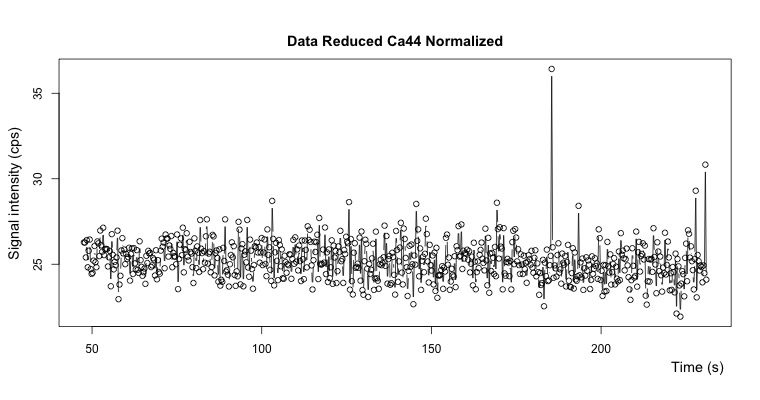 Data Reduced Ca44 Normalized
Signal intensity (cps)
35
30
25
50 100 150 200
Time (s)